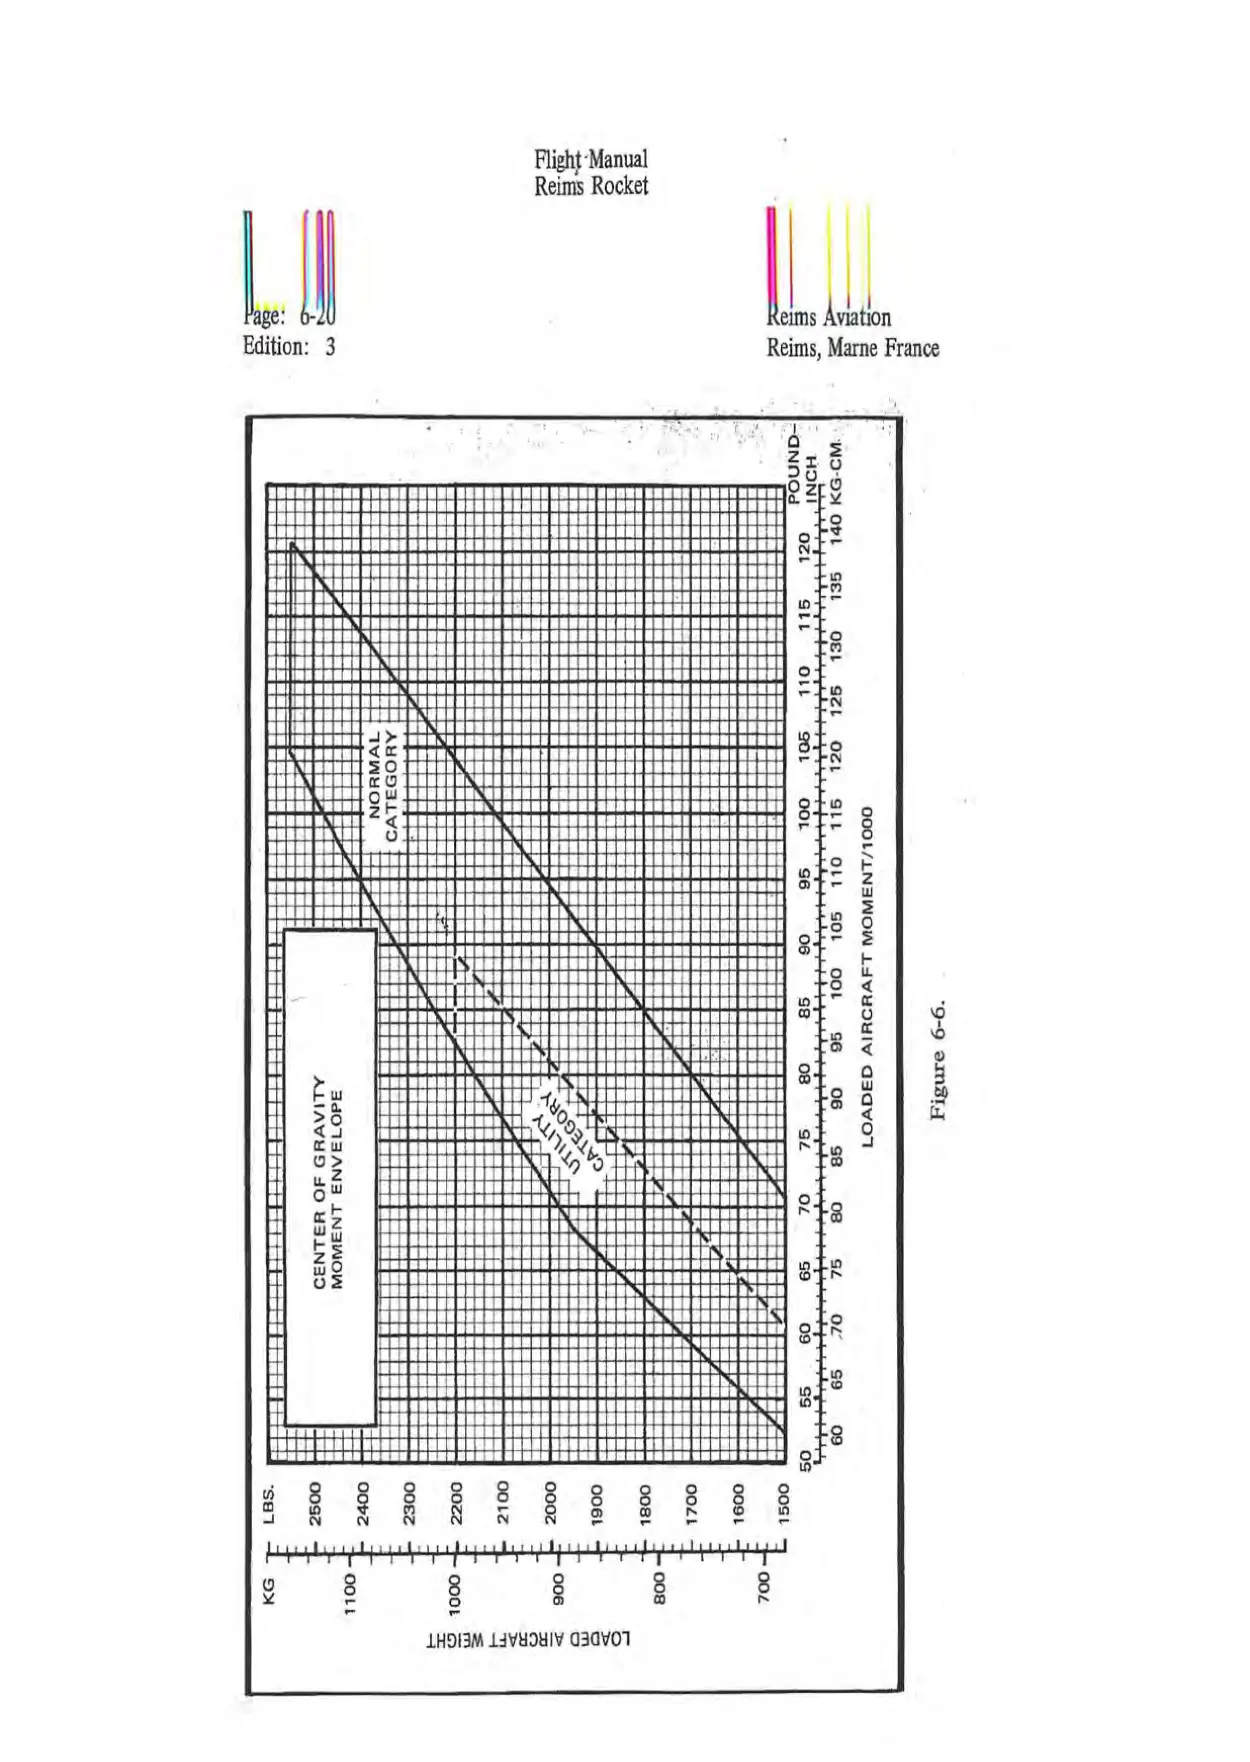 Flight Manual
Reims Rocket
Page: 6-20
Edition: 3
Reims Aviation
Reims, Marne France
CENTER OF GRAVITY
MOMENT ENVELOPE
NORMAL
CATEGORY
UTILITY
CATEGORY
LOADED AIRCRAFT WEIGHT
KG
1100
1000
900
800
700
LBS.
2500
2400
2300
2200
2100
2000
1900
1800
1700
1600
1500
50 55 60 65 70 75 80 85 90 95 100 105 110 115 120 POUND-
INCH
60 65 70 75 80 85 90 95 100 105 110 115 120 125 130 135 140 KG-CM
LOADED AIRCRAFT MOMENT/1000
Figure 6-6.